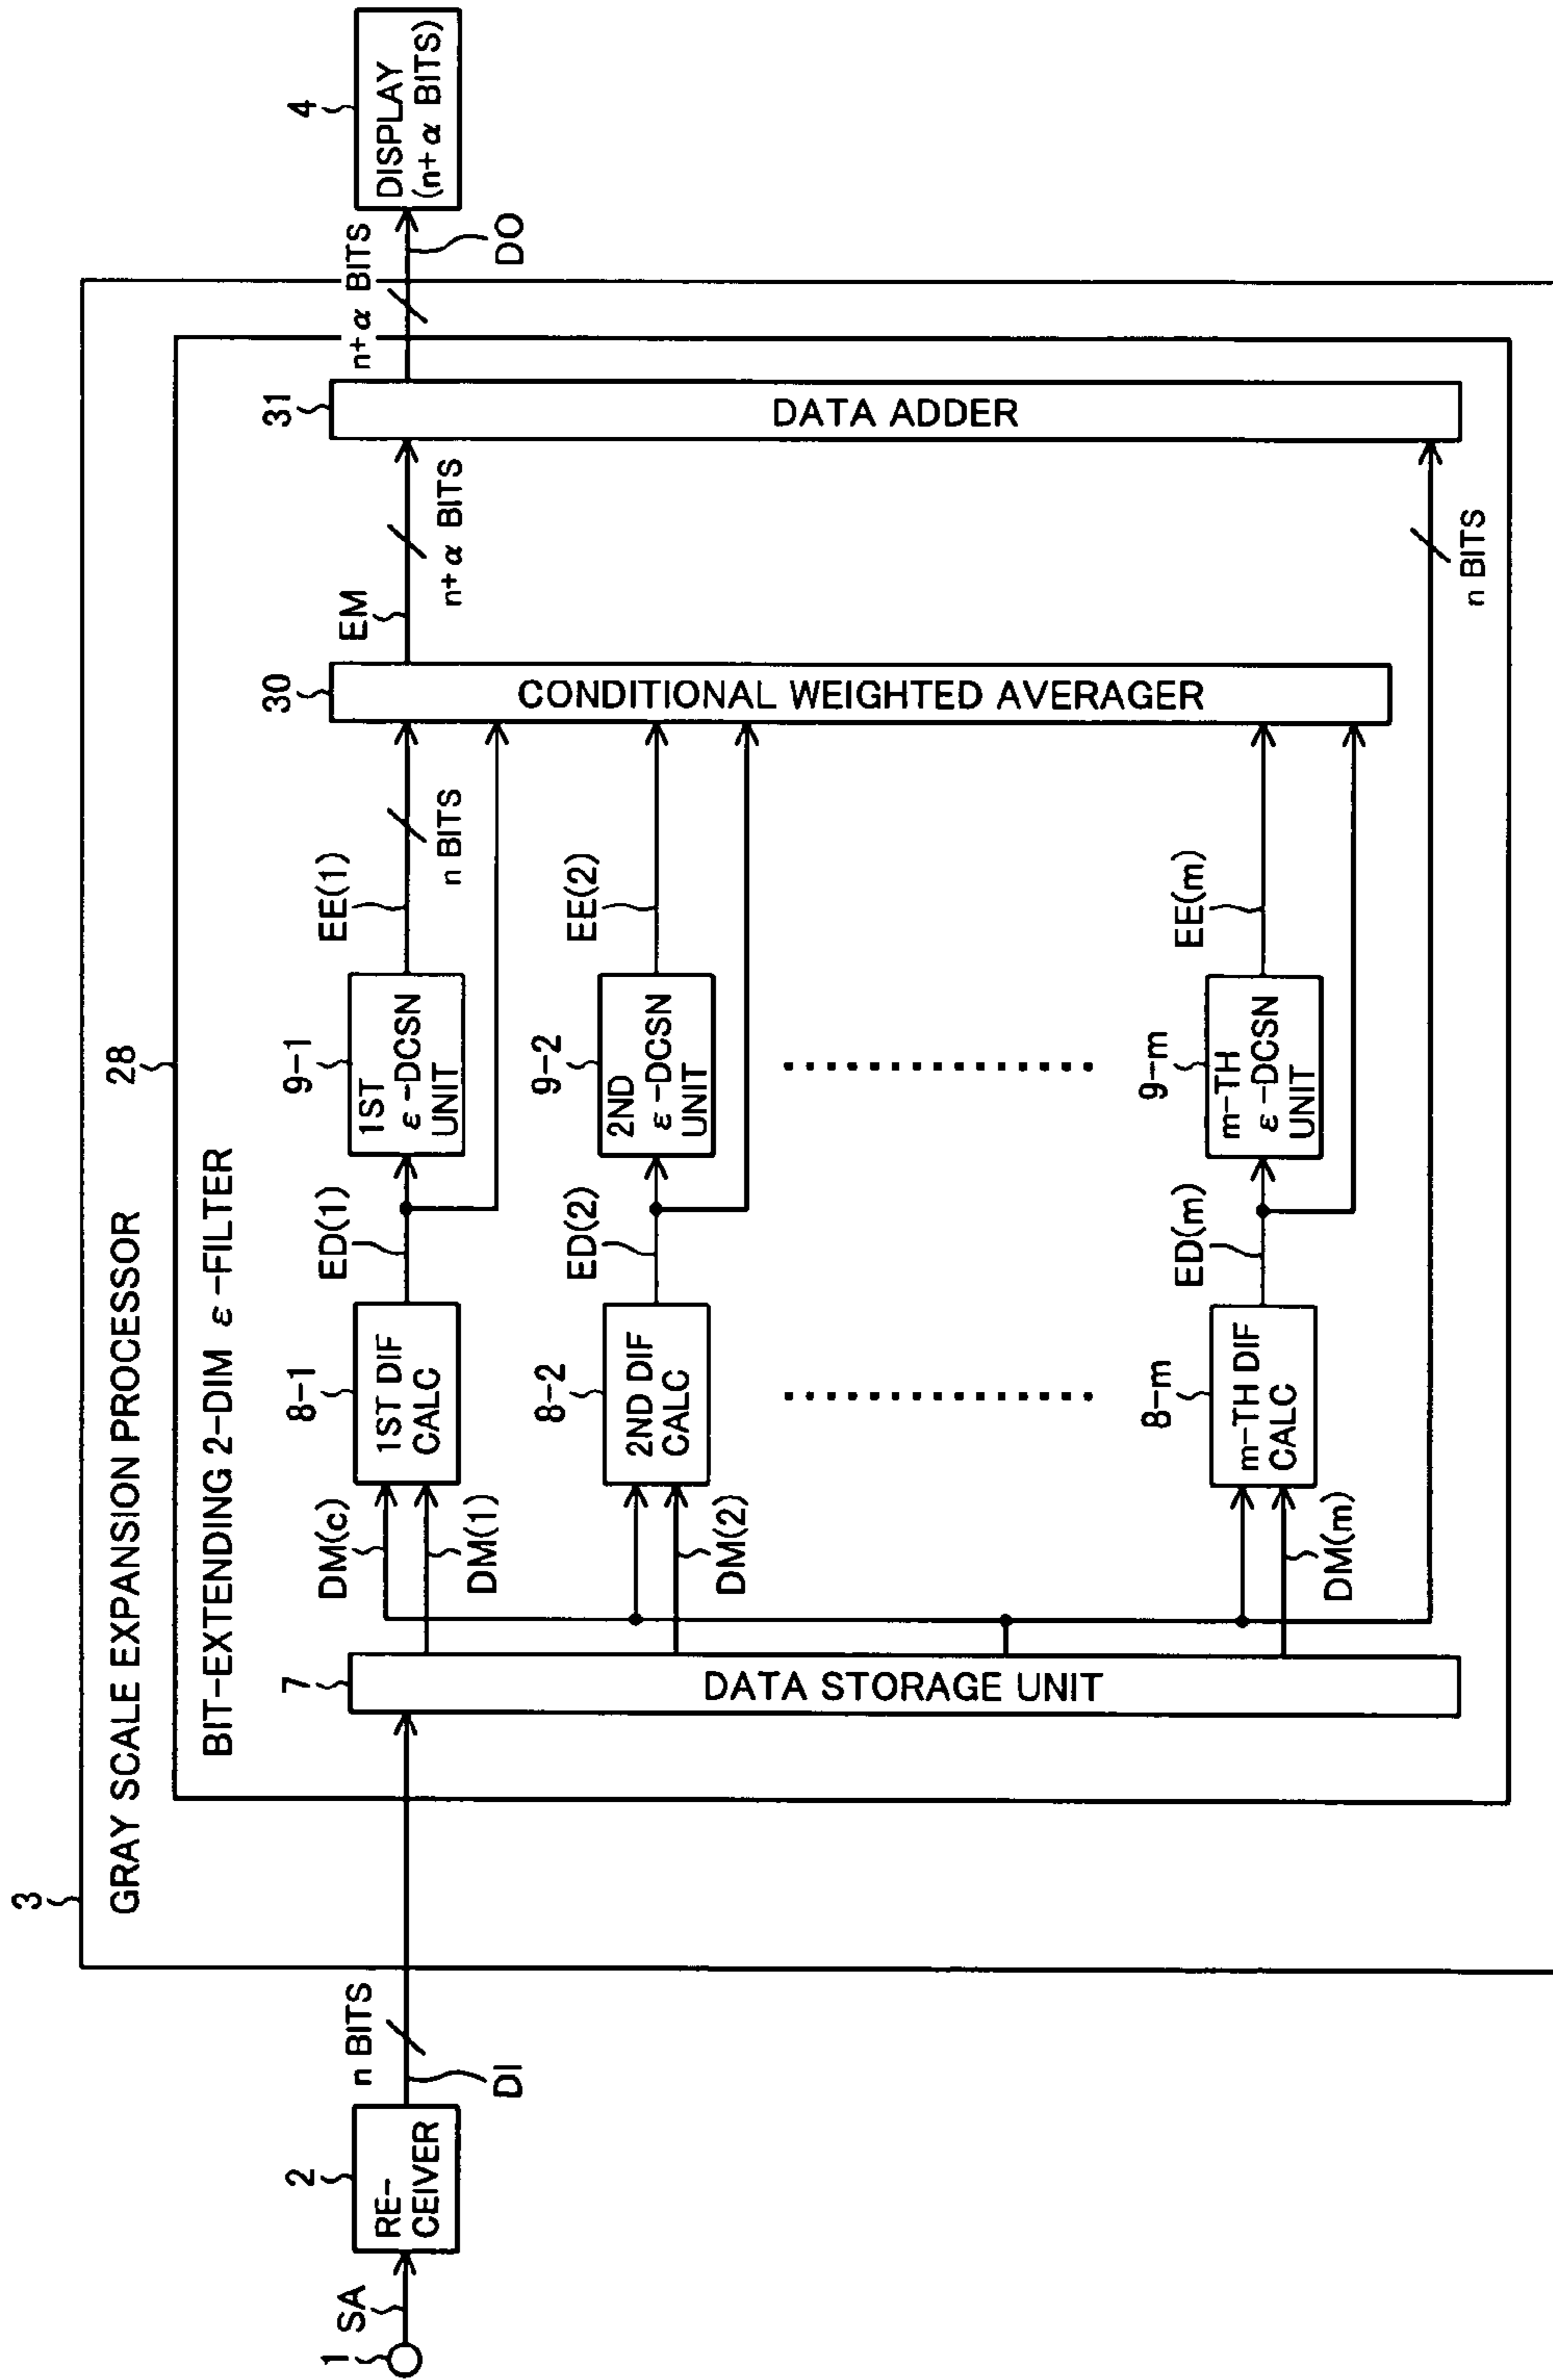 3
GRAY SCALE EXPANSION PROCESSOR
28
BIT-EXTENDING 2-DIM ε-FILTER
1
SA
2
RE-
CEIVER
n BITS
DI
7
DATA STORAGE UNIT
DM(c)
DM(1)
8-1
1ST DIF
CALC
ED(1)
9-1
1ST
ε-DCSN
UNIT
EE(1)
n BITS
DM(2)
8-2
2ND DIF
CALC
ED(2)
9-2
2ND
ε-DCSN
UNIT
EE(2)
DM(m)
8-m
m-TH DIF
CALC
ED(m)
9-m
m-TH
ε-DCSN
UNIT
EE(m)
30
CONDITIONAL WEIGHTED AVERAGER
EM
n+α BITS
n BITS
31
DATA ADDER
n+α BITS
DO
4
DISPLAY
(n+α BITS)